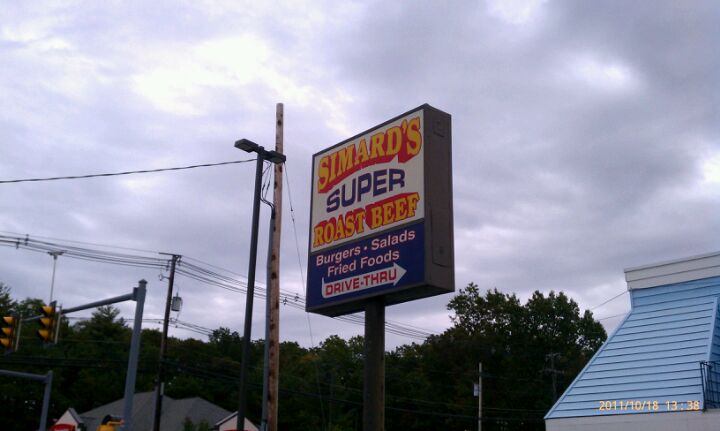 SIMARD'S
SUPER
ROAST BEEF
Burgers • Salads
Fried Foods
DRIVE-THRU
2011/10/18 13:38